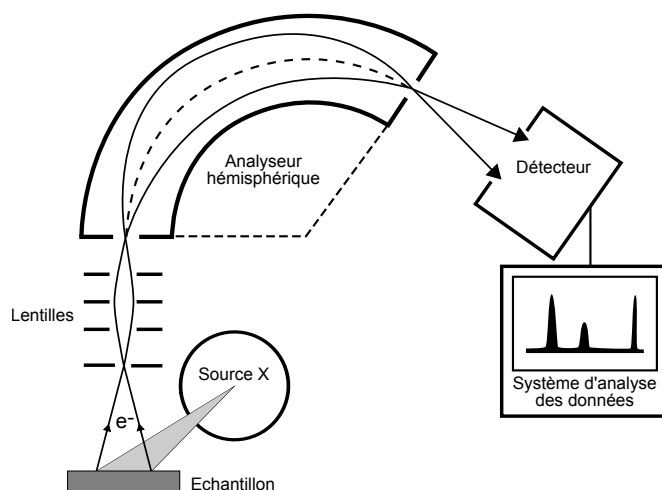 Analyseur
hémisphérique
Détecteur
Lentilles
Source X
e-
Système d'analyse
des données
Echantillon